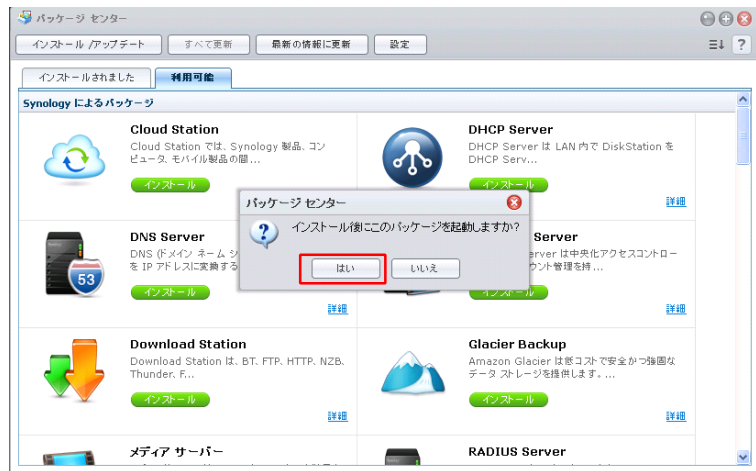 パッケージ センター
インストール /アップデート すべて更新 最新の情報に更新 設定
インストールされました 利用可能
Synology によるパッケージ
Cloud Station
Cloud Station では、Synology 製品、コン
ピュータ、モバイル製品の間...
インストール
DHCP Server
DHCP Server は LAN 内で DiskStation を
DHCP Serv...
インストール
詳細
パッケージ センター
インストール後にこのパッケージを起動しますか?
はい いいえ
DNS Server
DNS (ドメイン ネーム シ
を IP アドレスに変換する
53
インストール
詳細
Server
erver は中央化アクセスコントロー
ウント管理を持...
インストール
詳細
Download Station
Download Station は、BT、FTP、HTTP、NZB、
Thunder、F...
インストール
詳細
Glacier Backup
Amazon Glacier は低コストで安全かつ強固な
データ ストレージを提供します。...
インストール
詳細
メディア サーバー
RADIUS Server